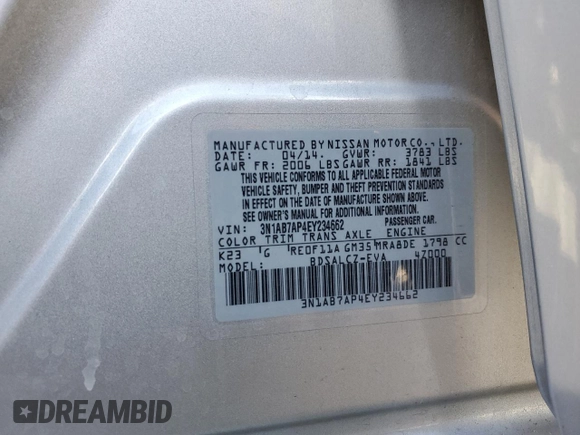 MANUFACTURED BY NISSAN MOTOR CO., LTD.
DATE: 04/14. GVWR: 3783 LBS
GAWR FR: 2006 LBS GAWR RR: 1841 LBS
THIS VEHICLE CONFORMS TO ALL APPLICABLE FEDERAL MOTOR
VEHICLE SAFETY, BUMPER AND THEFT PREVENTION STANDARDS
IN EFFECT ON THE DATE OF MANUFACTURE SHOWN ABOVE.
SEE OWNER'S MANUAL FOR ADDITIONAL INFORMATION.
VIN: 3N1AB7AP4EY234662 PASSENGER CAR.
COLOR TRIM TRANS AXLE ENGINE
K23 G RE0F11A GM35 MRA8DE 1798 CC
MODEL: BDSALCZ-EVA 47000
3N1AB7AP4EY234662
DREAMBID